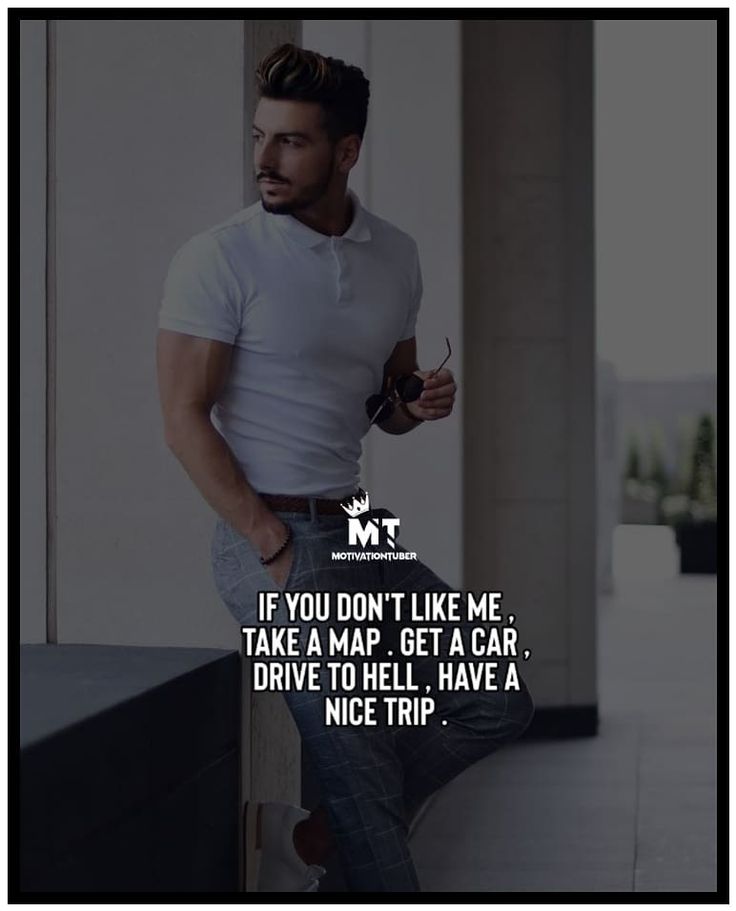 MT
MOTIVATIONTUBER
IF YOU DON'T LIKE ME ,
TAKE A MAP . GET A CAR ,
DRIVE TO HELL , HAVE A
NICE TRIP .